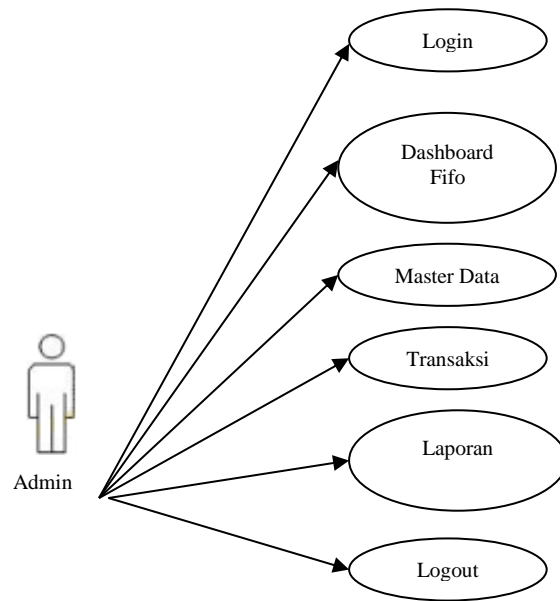 Login
Dashboard
Fifo
Master Data
Transaksi
Laporan
Admin
Logout